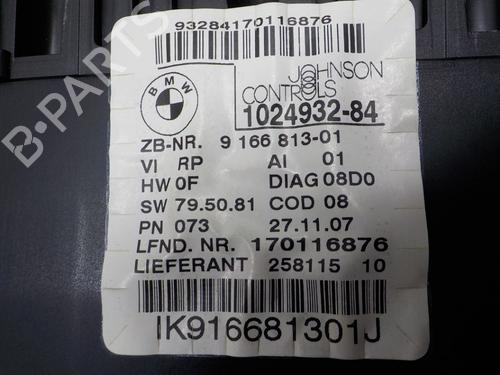 93284170116876
BMW
JOHNSON
CONTROLS
1024932-84
ZB-NR. 9 166 813-01
VI RP AI 01
HW 0F DIAG 08D0
SW 79.50.81 COD 08
PN 073 27.11.07
LFND. NR. 170116876
LIEFERANT 258115 10
IK916681301J
B-PARTS